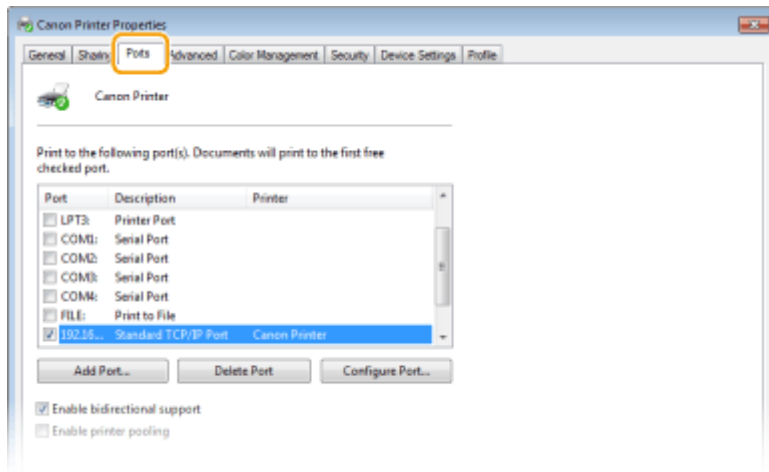 Canon Printer Properties
General Sharing Ports Advanced Color Management Security Device Settings Profile
Canon Printer
Print to the following port(s). Documents will print to the first free
checked port.
Port Description Printer
LPT3: Printer Port
COM1: Serial Port
COM2: Serial Port
COM3: Serial Port
COM4: Serial Port
FILE: Print to File
192.16... Standard TCP/IP Port Canon Printer
Add Port... Delete Port Configure Port...
Enable bidirectional support
Enable printer pooling